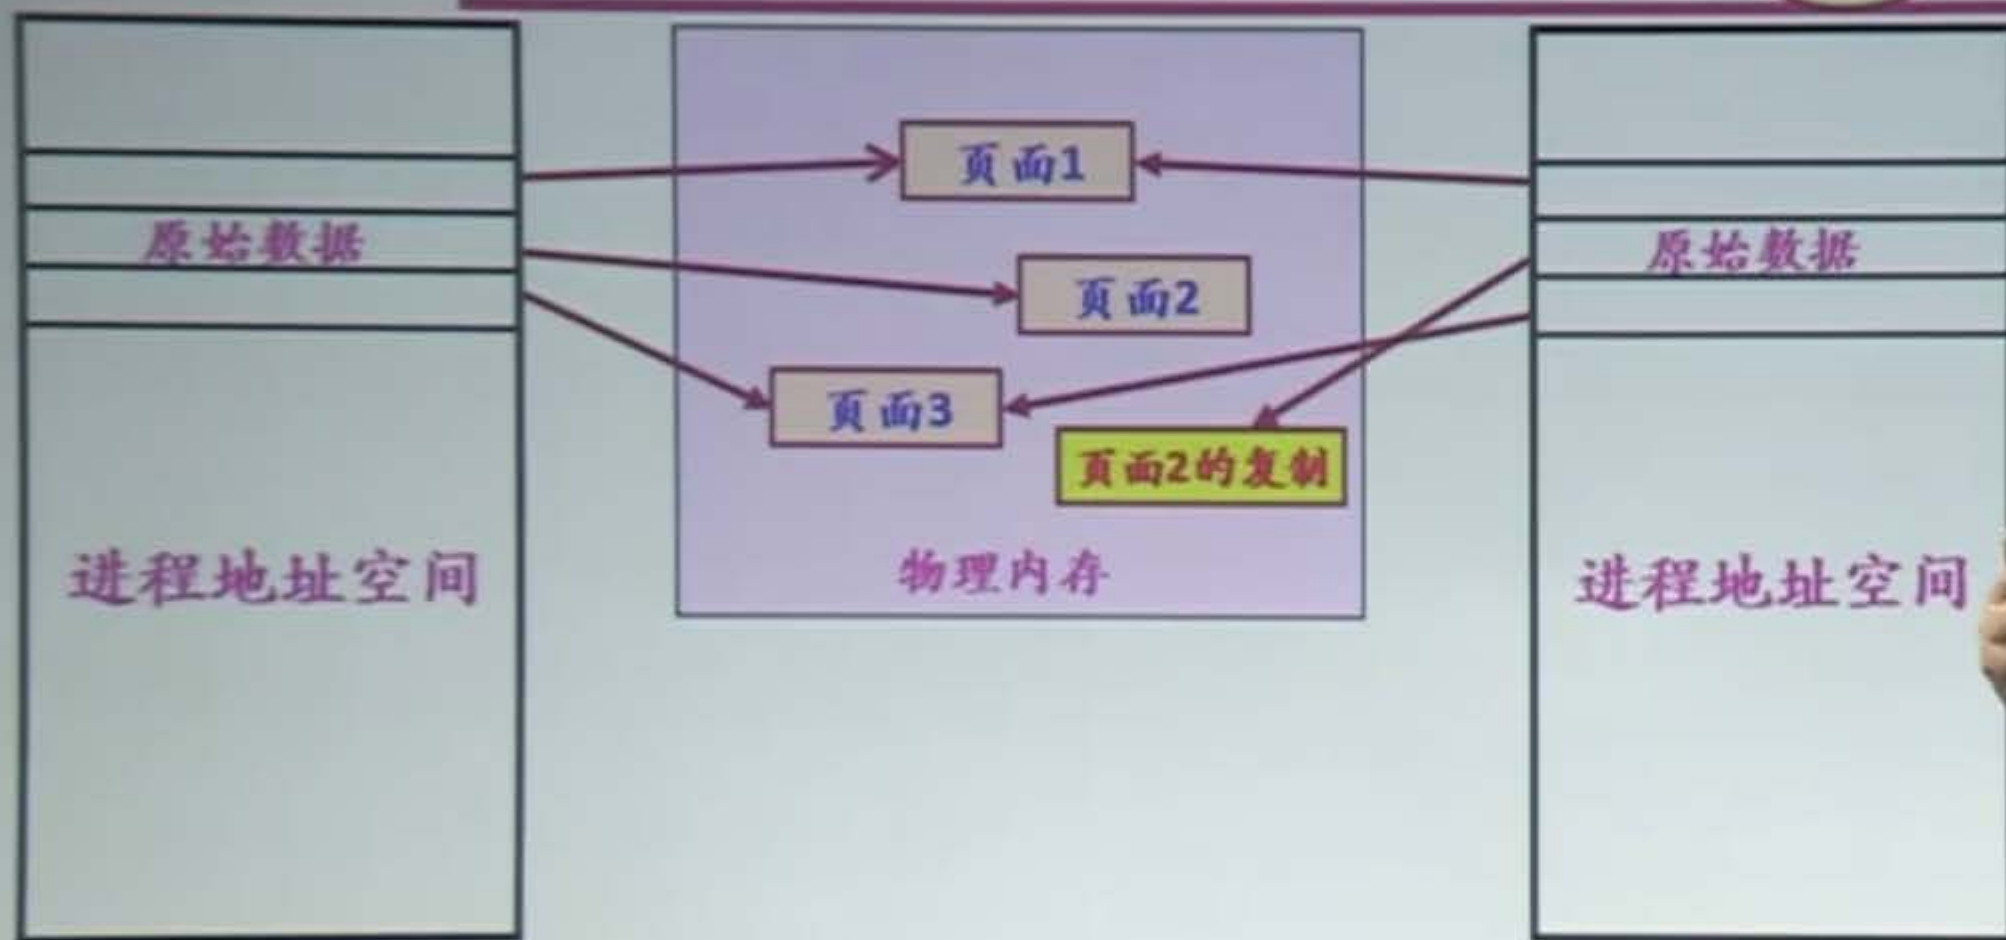 页面1
原始数据
原始数据
页面2
页面3
页面2的复制
进程地址空间
物理内存
进程地址空间